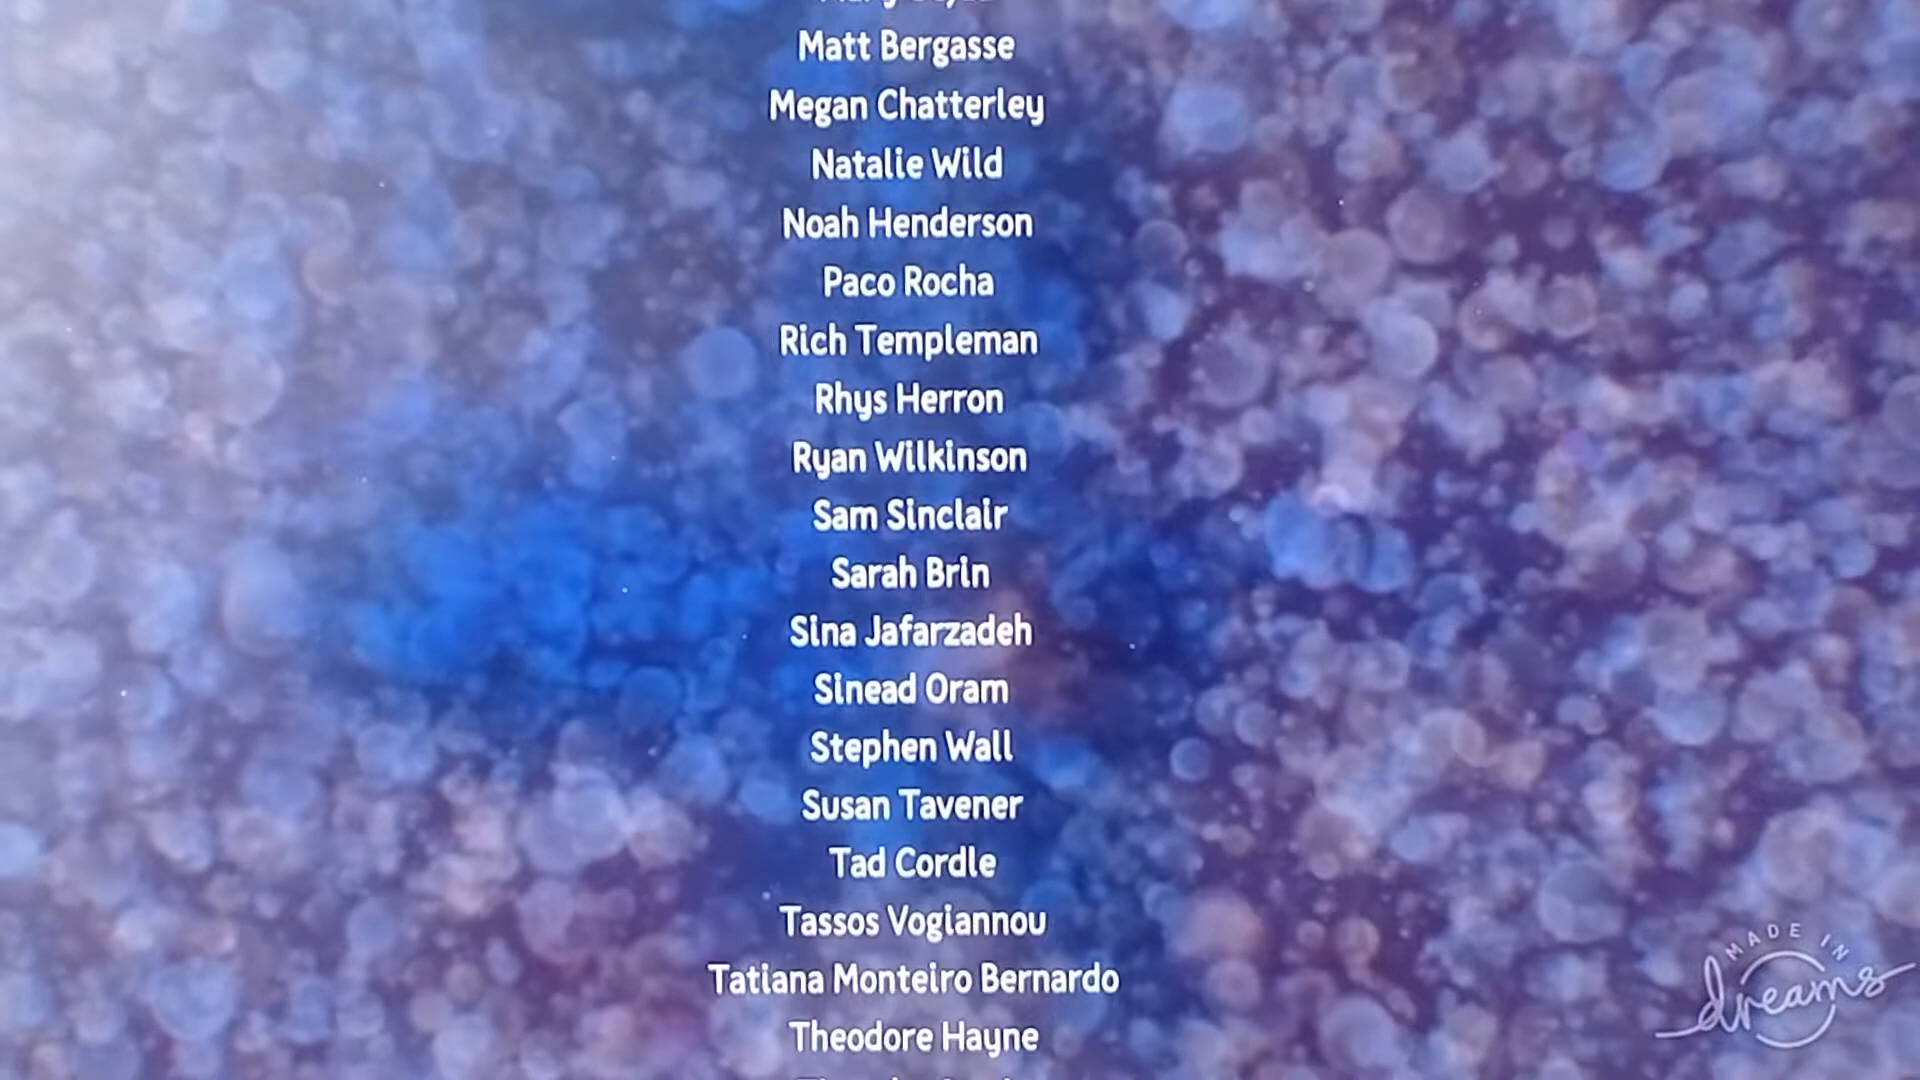 Matt Bergasse
Megan Chatterley
Natalie Wild
Noah Henderson
Paco Rocha
Rich Templeman
Rhys Herron
Ryan Wilkinson
Sam Sinclair
Sarah Brin
Sina Jafarzadeh
Sinead Oram
Stephen Wall
Susan Tavener
Tad Cordle
Tassos Vogiannou
Tatiana Monteiro Bernardo
Theodore Hayne
MADE IN
dreams